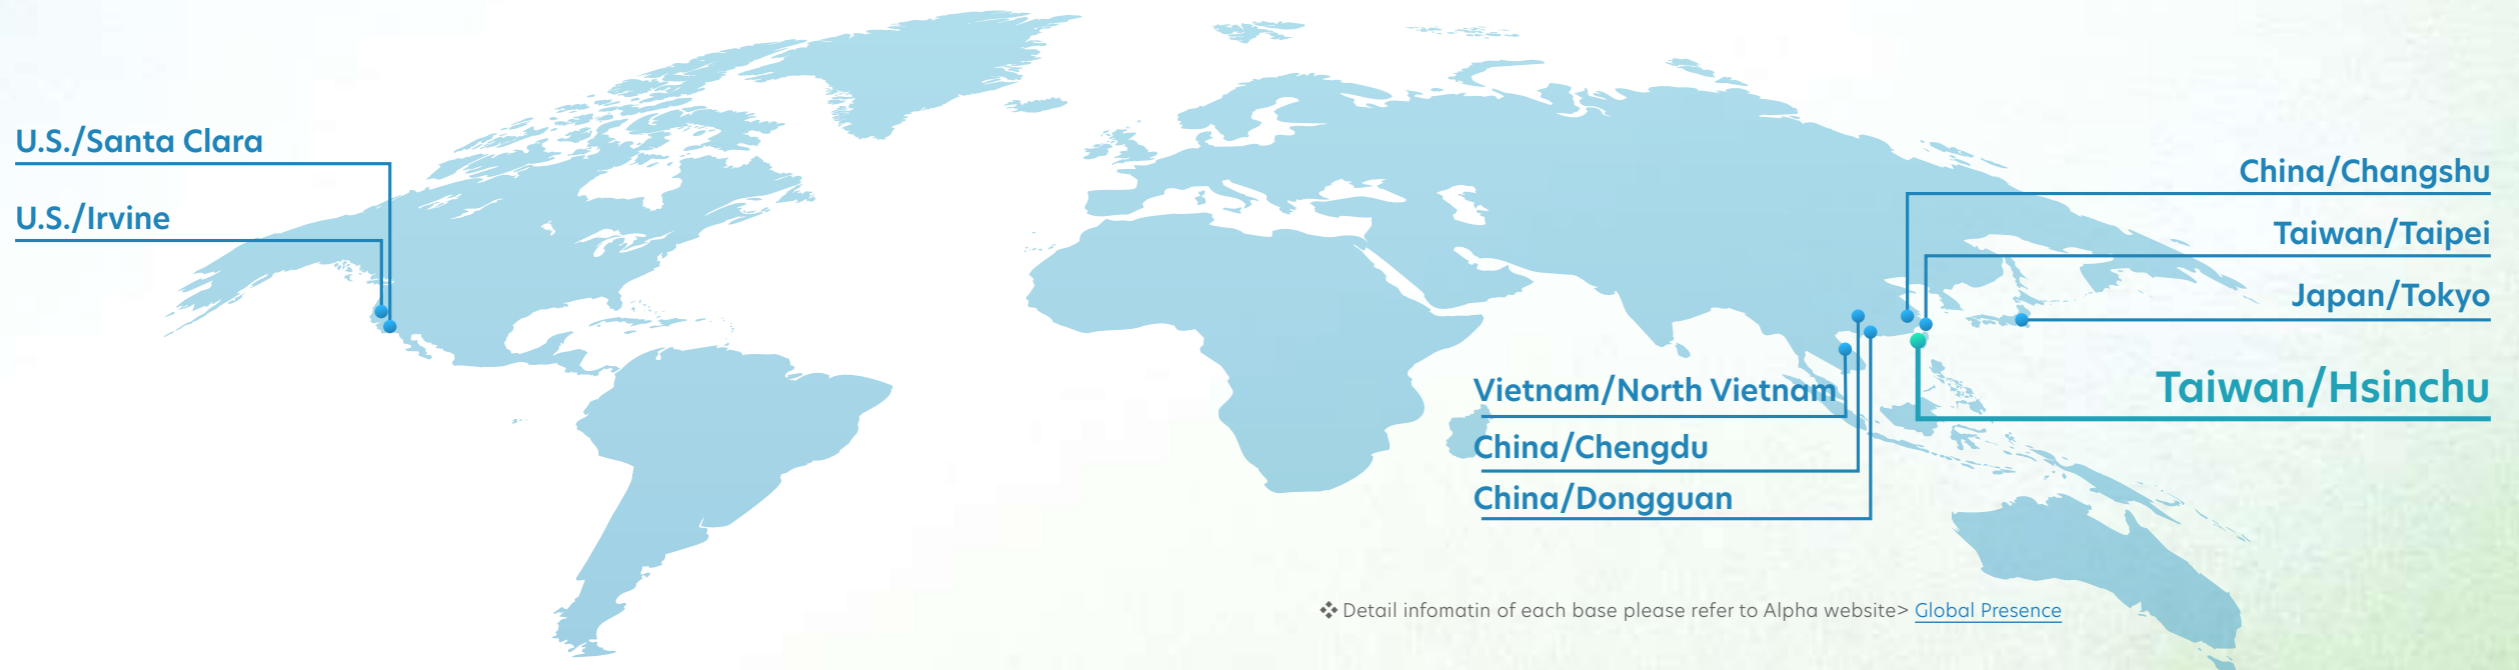 U.S./Santa Clara
U.S./Irvine
China/Changshu
Taiwan/Taipei
Japan/Tokyo
Taiwan/Hsinchu
Vietnam/North Vietnam
China/Chengdu
China/Dongguan
❖ Detail infomatin of each base please refer to Alpha website> Global Presence